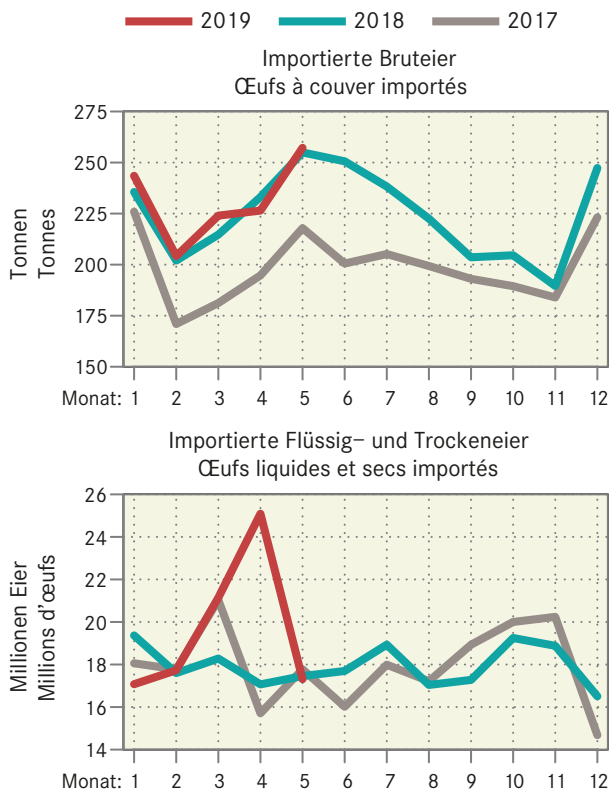 2019 2018 2017
Importierte Bruteier
Œufs à couver importés
Tonnen
Tonnes
275
250
225
200
175
150
Monat: 1 2 3 4 5 6 7 8 9 10 11 12
Importierte Flüssig– und Trockeneier
Œufs liquides et secs importés
Millionen Eier
Millions d'œufs
26
24
22
20
18
16
14
Monat: 1 2 3 4 5 6 7 8 9 10 11 12